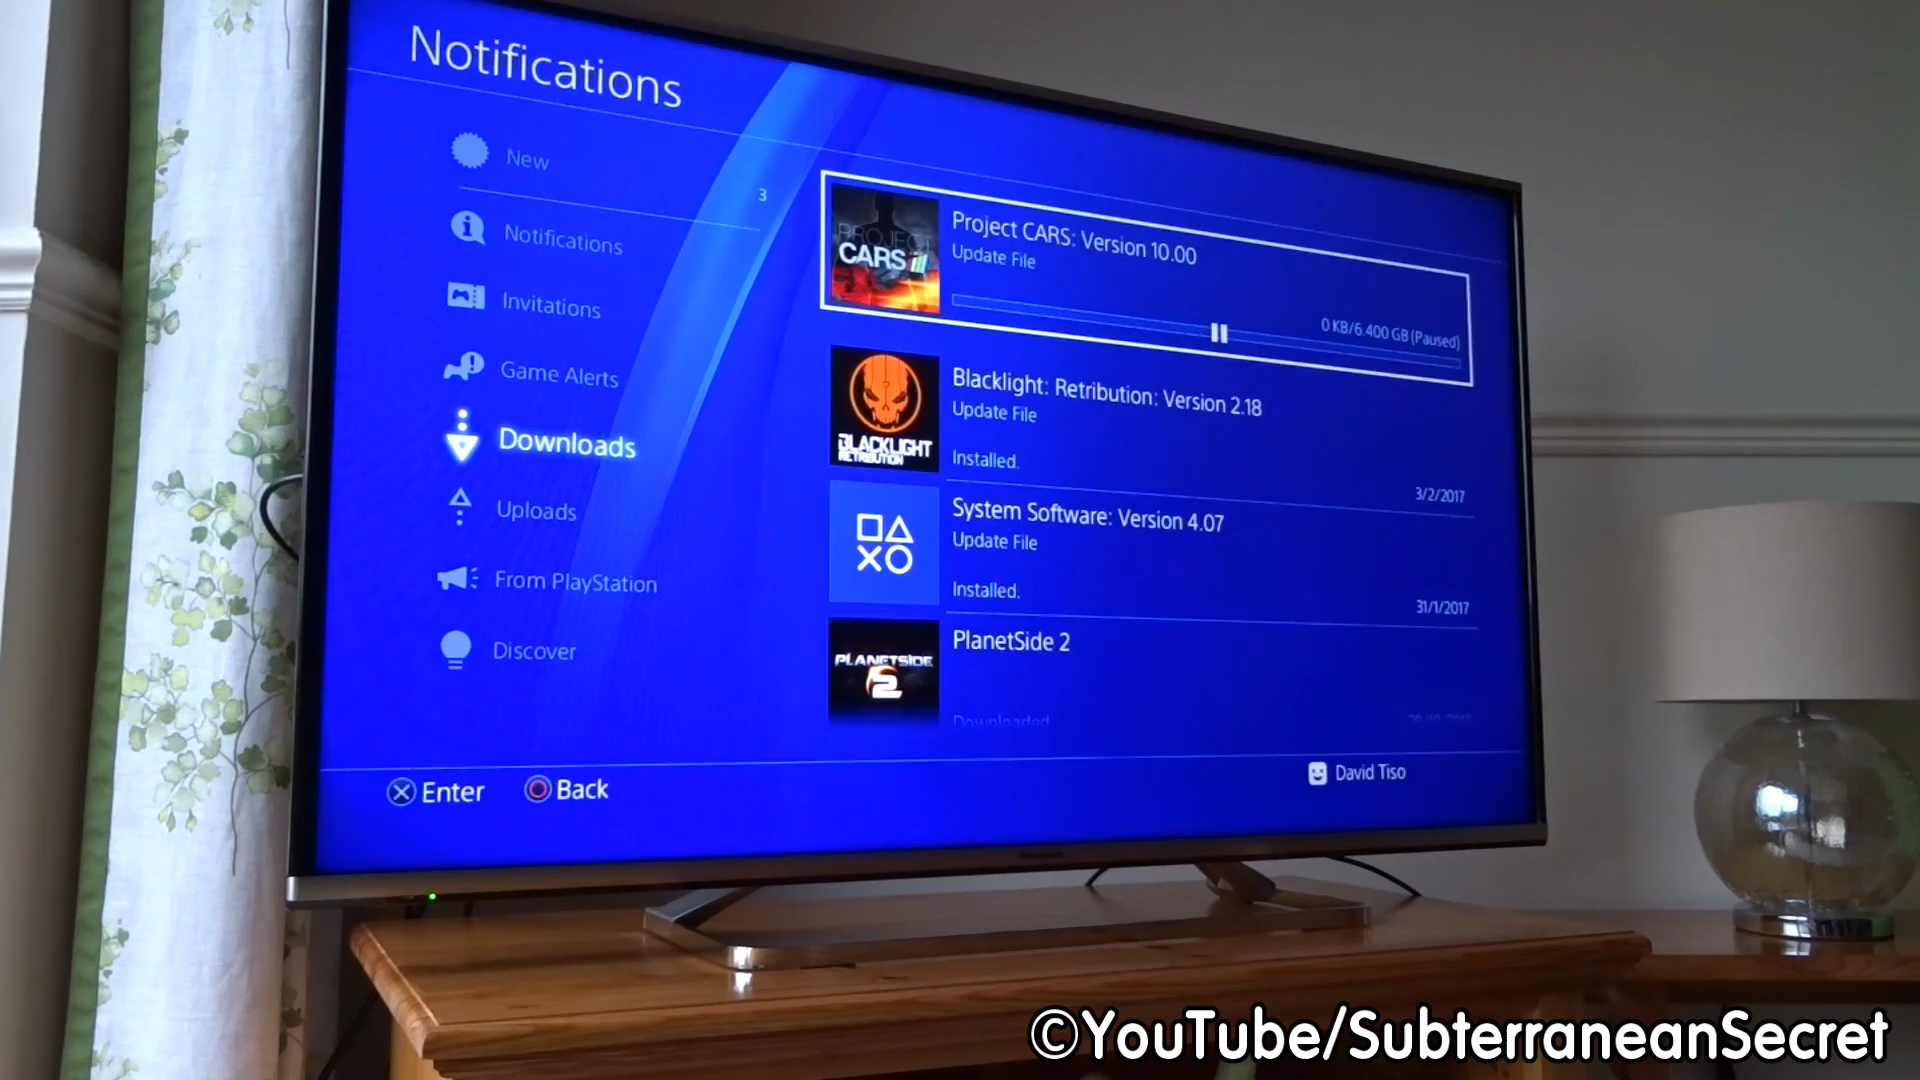 Notifications
New
3
Notifications
Invitations
Game Alerts
Downloads
Uploads
From PlayStation
Discover
PROJECT
CARS
Project CARS: Version 10.00
Update File
0 KB/6.400 GB (Paused)
BLACKLIGHT
RETRIBUTION
Blacklight: Retribution: Version 2.18
Update File
Installed.
3/2/2017
System Software: Version 4.07
Update File
Installed.
31/1/2017
PLANETSIDE
2
PlanetSide 2
Downloaded
Enter
Back
David Tiso
©YouTube/SubterraneanSecret